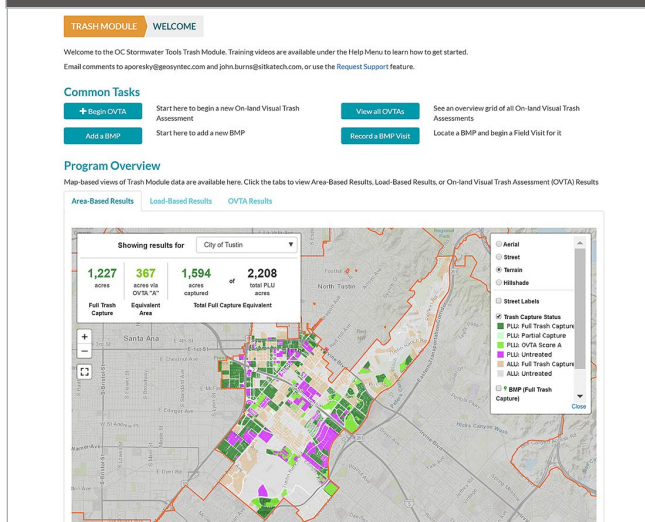 TRASH MODULE WELCOME
Welcome to the OC Stormwater Tools Trash Module. Training videos are available under the Help Menu to learn how to get started.
Email comments to aporesky@geosyntec.com and john.burns@sitkatech.com, or use the Request Support feature.
Common Tasks
+ Begin OVTA
Start here to begin a new On-land Visual Trash
Assessment
View all OVTAs
See an overview grid of all On-land Visual Trash
Assessments
Add a BMP
Start here to add a new BMP
Record a BMP Visit
Locate a BMP and begin a Field Visit for it
Program Overview
Map-based views of Trash Module data are available here. Click the tabs to view Area-Based Results, Load-Based Results, or On-land Visual Trash Assessment (OVTA) Results
Area-Based Results Load-Based Results OVTA Results
Showing results for City of Tustin
1,227
acres
Full Trash
Capture
367
acres via
OVTA "A"
Equivalent
Area
1,594
acres
captured
of
2,208
total PLU
acres
Total Full Capture Equivalent
+
−
Aerial
Street
Terrain
Hillshade
Street Labels
Trash Capture Status
PLU: Full Trash Capture
PLU: Partial Capture
PLU: OVTA Score A
PLU: Untreated
ALU: Full Trash Capture
ALU: Untreated
BMP (Full Trash
Capture)
Close
North Tustin
Santa Ana
E Chestnut Ave
E Edinger Ave
E Dyer Rd